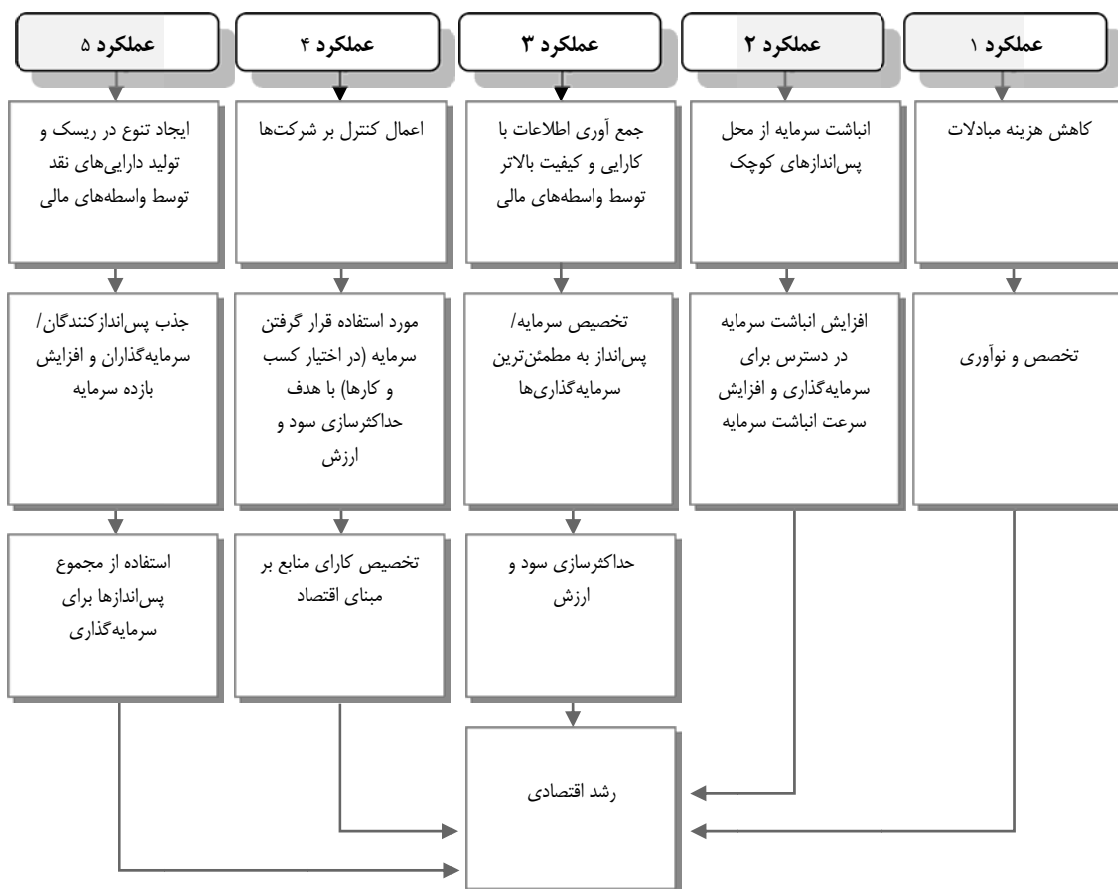 عملکرد ۱
عملکرد ۲
عملکرد ۳
عملکرد ۴
عملکرد ۵
کاهش هزینه مبادلات
انباشت سرمایه از محل
پس‌اندازهای کوچک
جمع آوری اطلاعات با
کارایی و کیفیت بالاتر
توسط واسطه‌های مالی
اعمال کنترل بر شرکت‌ها
ایجاد تنوع در ریسک و
تولید دارایی‌های نقد
توسط واسطه‌های مالی
تخصص و نوآوری
افزایش انباشت سرمایه
در دسترس برای
سرمایه‌گذاری و افزایش
سرعت انباشت سرمایه
تخصیص سرمایه/
پس‌انداز به مطمئن‌ترین
سرمایه‌گذاری‌ها
مورد استفاده قرار گرفتن
سرمایه (در اختیار کسب
و کارها) با هدف
حداکثرسازی سود و
ارزش
جذب پس‌اندازکنندگان/
سرمایه‌گذاران و افزایش
بازده سرمایه
حداکثرسازی سود و
ارزش
تخصیص کارای منابع بر
مبنای اقتصاد
استفاده از مجموع
پس‌اندازها برای
سرمایه‌گذاری
رشد اقتصادی